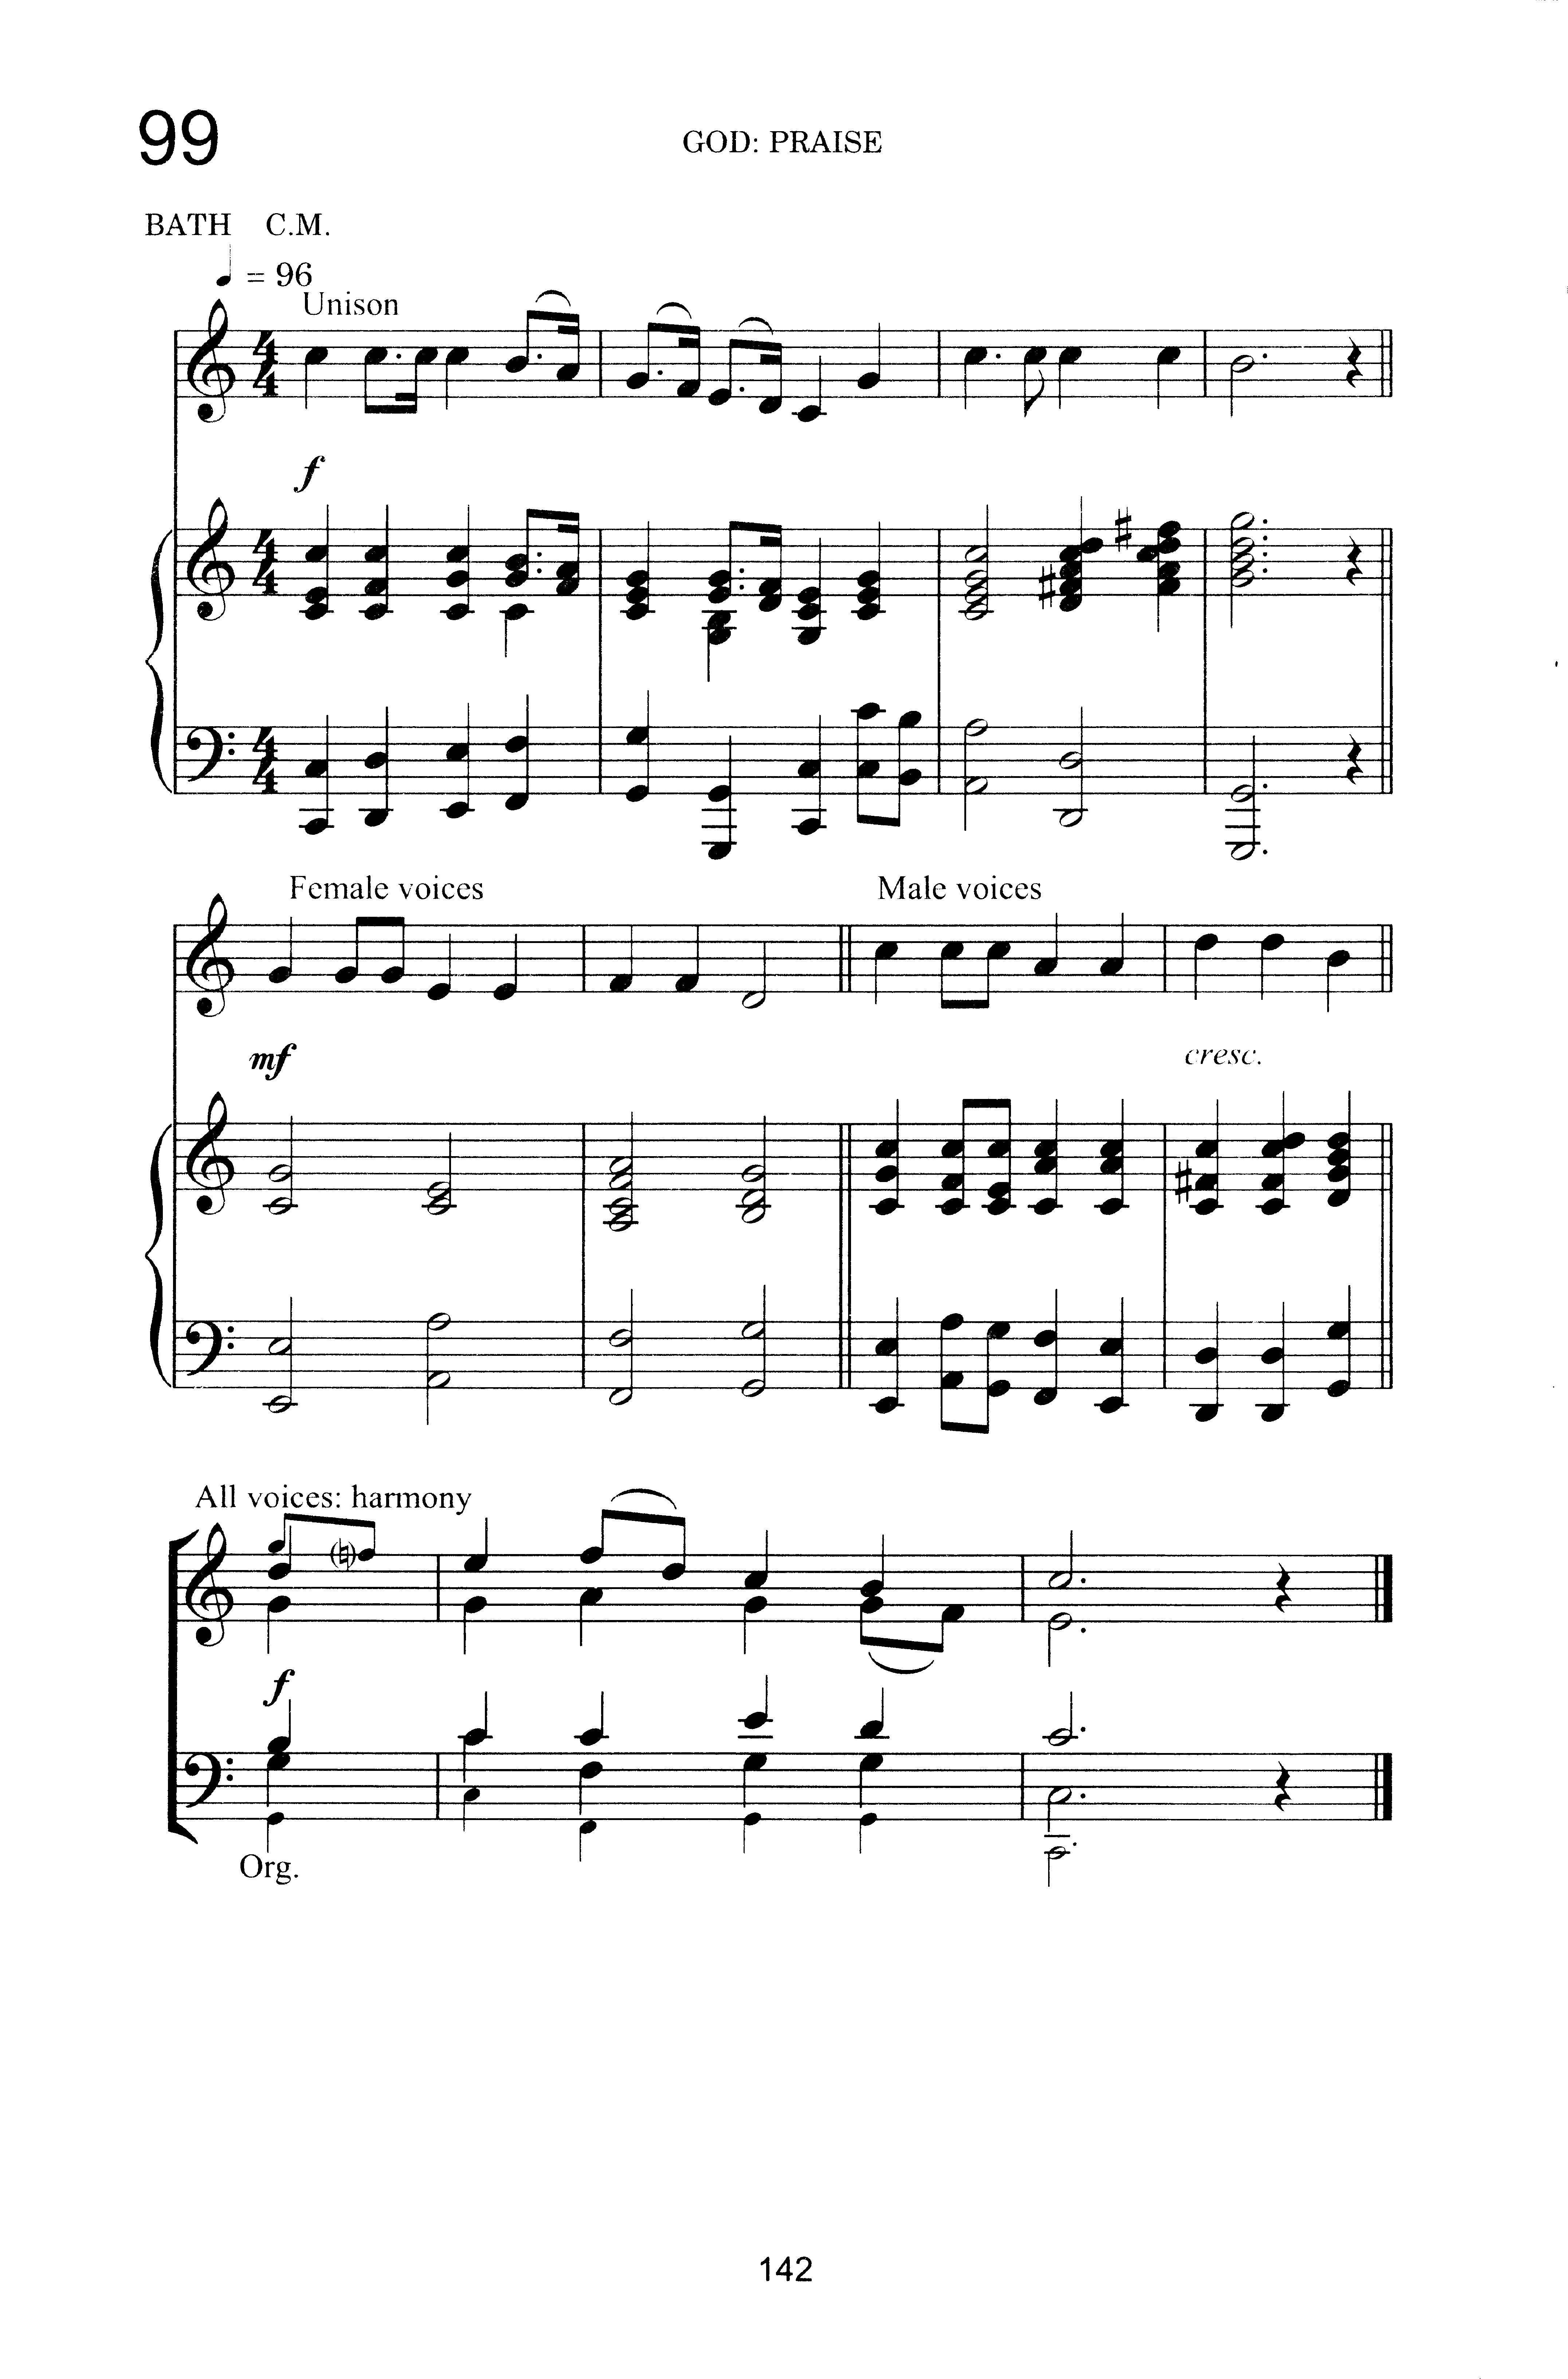 99
GOD: PRAISE
BATH C.M.
♩ = 96
Unison
f
Female voices
Male voices
mf
cresc.
All voices: harmony
f
Org.
142